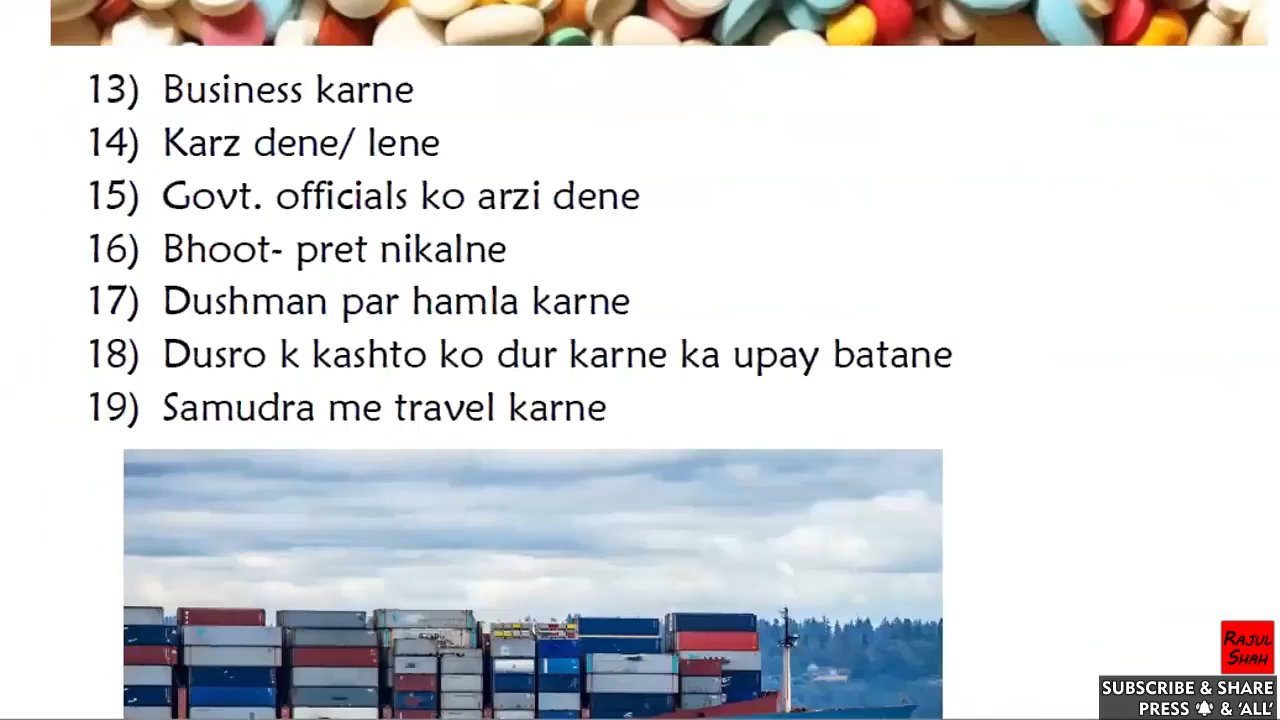 13) Business karne
14) Karz dene/ lene
15) Govt. officials ko arzi dene
16) Bhoot- pret nikalne
17) Dushman par hamla karne
18) Dusro k kashto ko dur karne ka upay batane
19) Samudra me travel karne
RAJUL
SHAH
SUBSCRIBE & SHARE
PRESS & 'ALL'